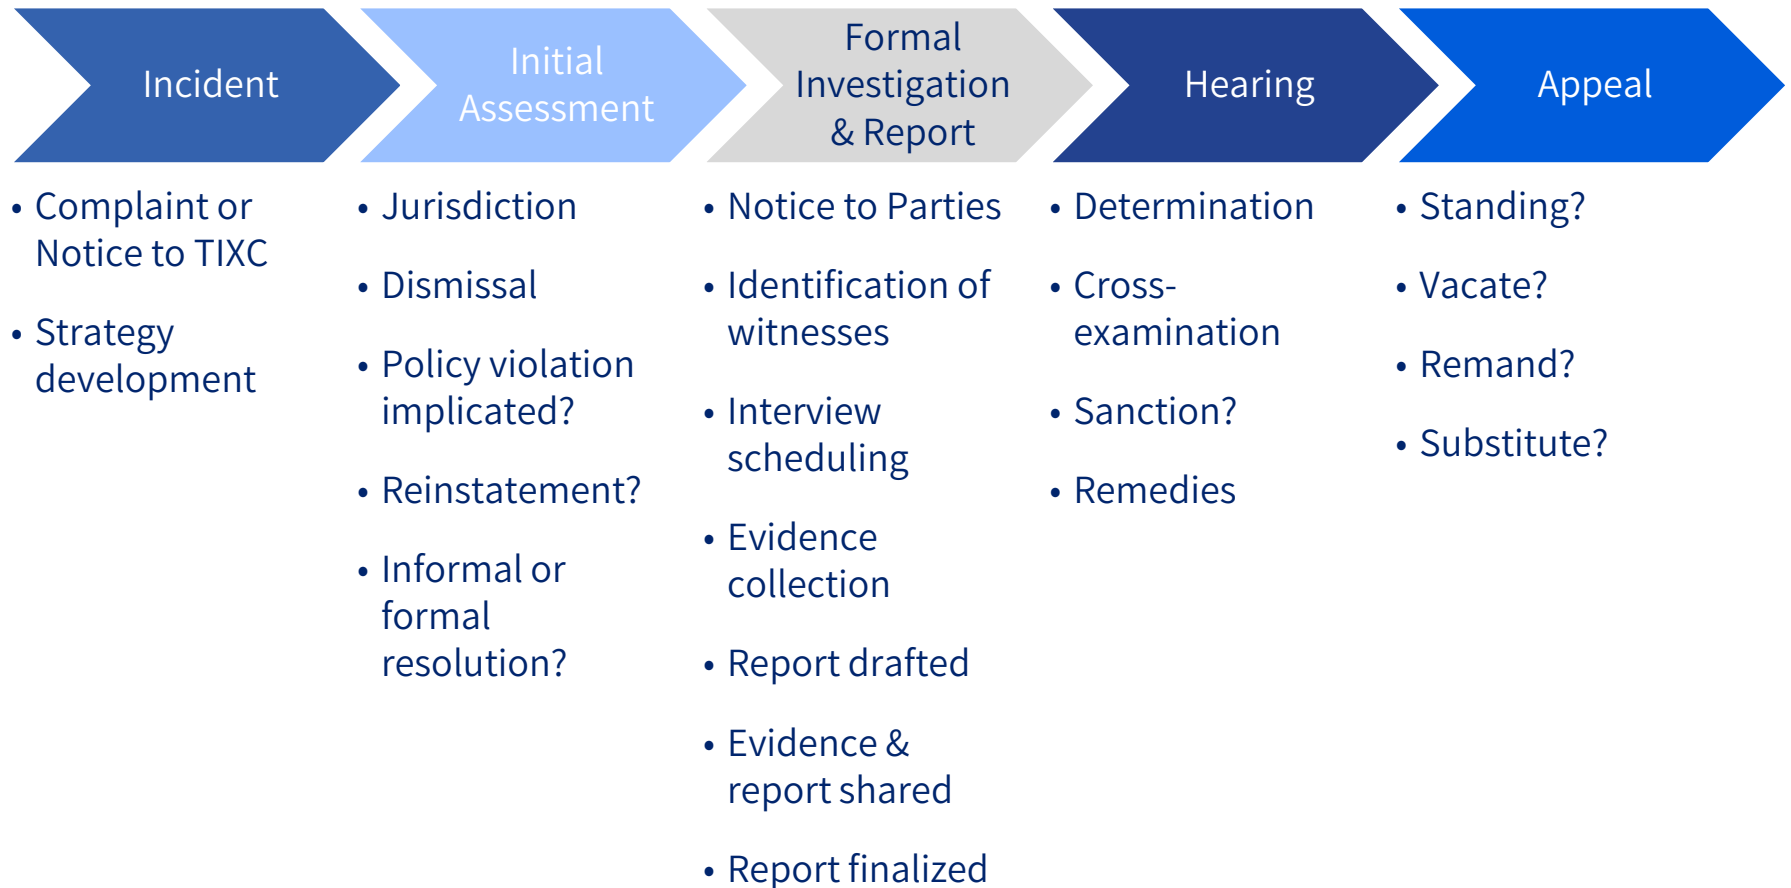 Incident
• Complaint or
Notice to TIXC
• Strategy
development
Initial
Assessment
• Jurisdiction
• Dismissal
• Policy violation
implicated?
• Reinstatement?
• Informal or
formal
resolution?
Formal
Investigation
& Report
• Notice to Parties
• Identification of
witnesses
• Interview
scheduling
• Evidence
collection
• Report drafted
• Evidence &
report shared
• Report finalized
Hearing
• Determination
• Cross-
examination
• Sanction?
• Remedies
Appeal
• Standing?
• Vacate?
• Remand?
• Substitute?